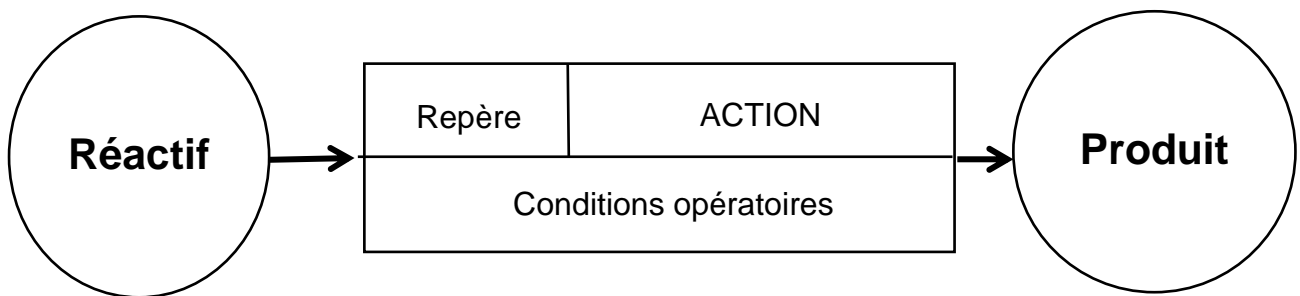 Réactif
Repère
ACTION
Conditions opératoires
Produit